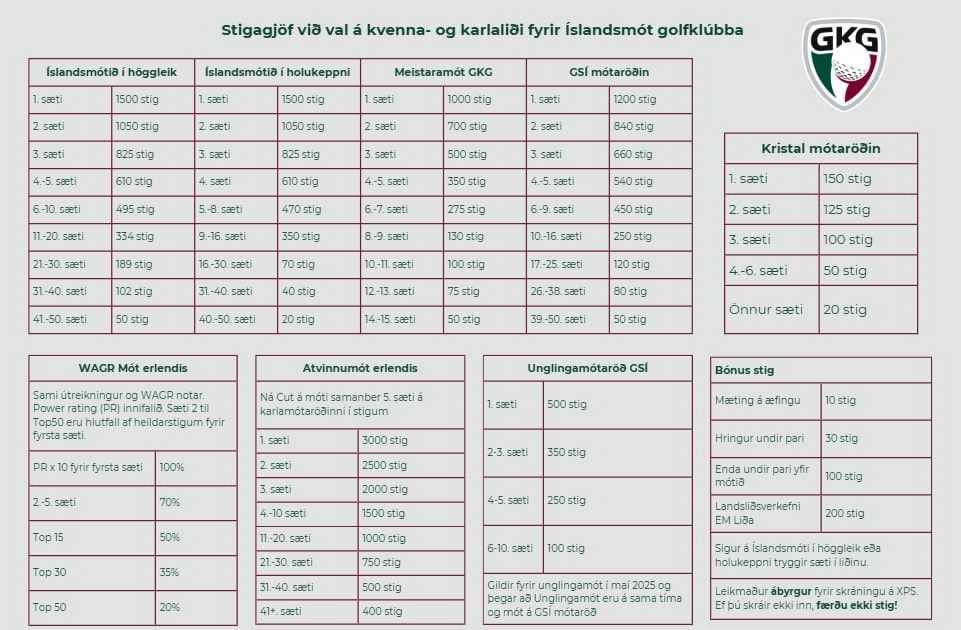 Stigagjöf við val á kvenna- og karlaliði fyrir Íslandsmót golfklúbba
GKG
Íslandsmótið í höggleik Íslandsmótið í holukeppni Meistaramót GKG GSÍ mótaröðin
1. sæti 1500 stig 1. sæti 1500 stig 1. sæti 1000 stig 1. sæti 1200 stig
2. sæti 1050 stig 2. sæti 1050 stig 2. sæti 700 stig 2. sæti 840 stig
3. sæti 825 stig 3. sæti 825 stig 3. sæti 500 stig 3. sæti 660 stig
4.-5. sæti 610 stig 4. sæti 610 stig 4.-5. sæti 350 stig 4.-5. sæti 540 stig
6.-10. sæti 495 stig 5.-8. sæti 470 stig 6.-7. sæti 275 stig 6.-9. sæti 450 stig
11.-20. sæti 334 stig 9.-16. sæti 350 stig 8.-9. sæti 130 stig 10.-16. sæti 250 stig
21.-30. sæti 189 stig 16.-30. sæti 70 stig 10.-11. sæti 100 stig 17.-25. sæti 120 stig
31.-40. sæti 102 stig 31.-40. sæti 40 stig 12.-13. sæti 75 stig 26.-38. sæti 80 stig
41.-50. sæti 50 stig 40.-50. sæti 20 stig 14.-15. sæti 50 stig 39.-50. sæti 50 stig
Kristal mótaröðin
1. sæti 150 stig
2. sæti 125 stig
3. sæti 100 stig
4.-6. sæti 50 stig
Önnur sæti 20 stig
WAGR Mót erlendis
Sami útreikningur og WAGR notar.
Power rating (PR) innifalið. Sæti 2 til
Top50 eru hlutfall af heildarstigum fyrir
fyrsta sæti.
PR x 10 fyrir fyrsta sæti 100%
2.-5. sæti 70%
Top 15 50%
Top 30 35%
Top 50 20%
Atvinnumót erlendis
Ná Cut á móti samanber 5. sæti á
karlamótaröðinni í stigum
1. sæti 3000 stig
2. sæti 2500 stig
3. sæti 2000 stig
4.-10 sæti 1500 stig
11.-20. sæti 1000 stig
21.-30. sæti 750 stig
31.-40. sæti 500 stig
41+. sæti 400 stig
Unglingamótaröð GSÍ
1. sæti 500 stig
2-3. sæti 350 stig
4-5. sæti 250 stig
6-10. sæti 100 stig
Gildir fyrir unglingamót í maí 2025 og
þegar að Unglingamót eru á sama tíma
og mót á GSÍ mótaröð
Bónus stig
Mæting á æfingu 10 stig
Hringur undir pari 30 stig
Enda undir pari yfir
mótið 100 stig
Landsliðsverkefni
EM Liða 200 stig
Sigur á Íslandsmóti í höggleik eða
holukeppni tryggir sæti í liðinu.
Leikmaður ábyrgur fyrir skráningu á XPS.
Ef þú skráir ekki inn, færðu ekki stig!